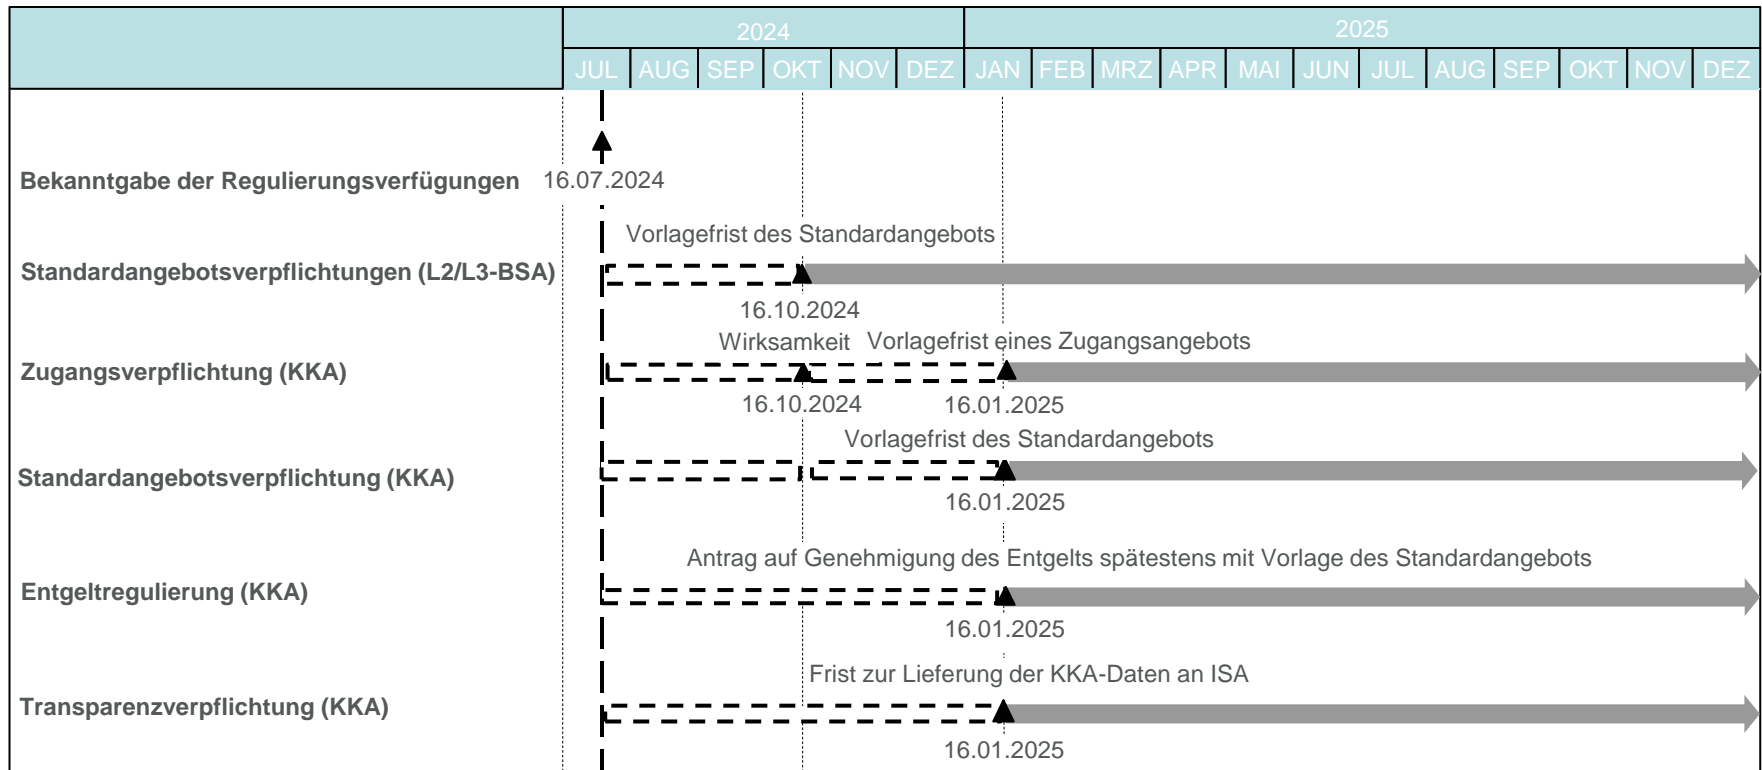 2024 2025
JUL AUG SEP OKT NOV DEZ JAN FEB MRZ APR MAI JUN JUL AUG SEP OKT NOV DEZ
Bekanntgabe der Regulierungsverfügungen 16.07.2024
Vorlagefrist des Standardangebots
Standardangebotsverpflichtungen (L2/L3-BSA)
16.10.2024
Wirksamkeit Vorlagefrist eines Zugangsangebots
Zugangsverpflichtung (KKA)
16.10.2024 16.01.2025
Vorlagefrist des Standardangebots
Standardangebotsverpflichtung (KKA)
16.01.2025
Antrag auf Genehmigung des Entgelts spätestens mit Vorlage des Standardangebots
Entgeltregulierung (KKA)
16.01.2025
Frist zur Lieferung der KKA-Daten an ISA
Transparenzverpflichtung (KKA)
16.01.2025